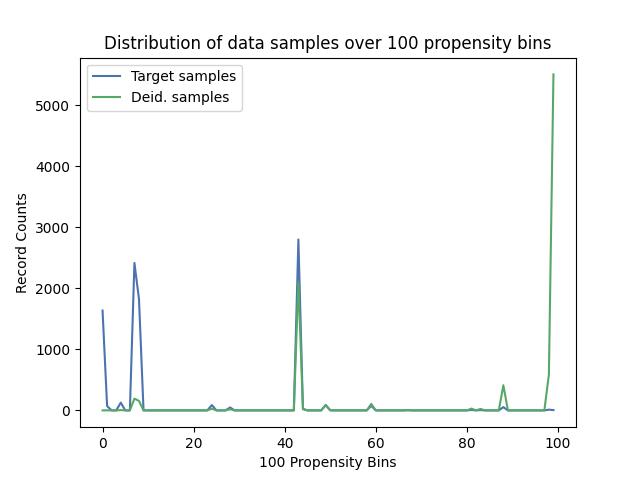 Distribution of data samples over 100 propensity bins
Target samples
Deid. samples
5000
4000
3000
2000
1000
0
Record Counts
0 20 40 60 80 100
100 Propensity Bins